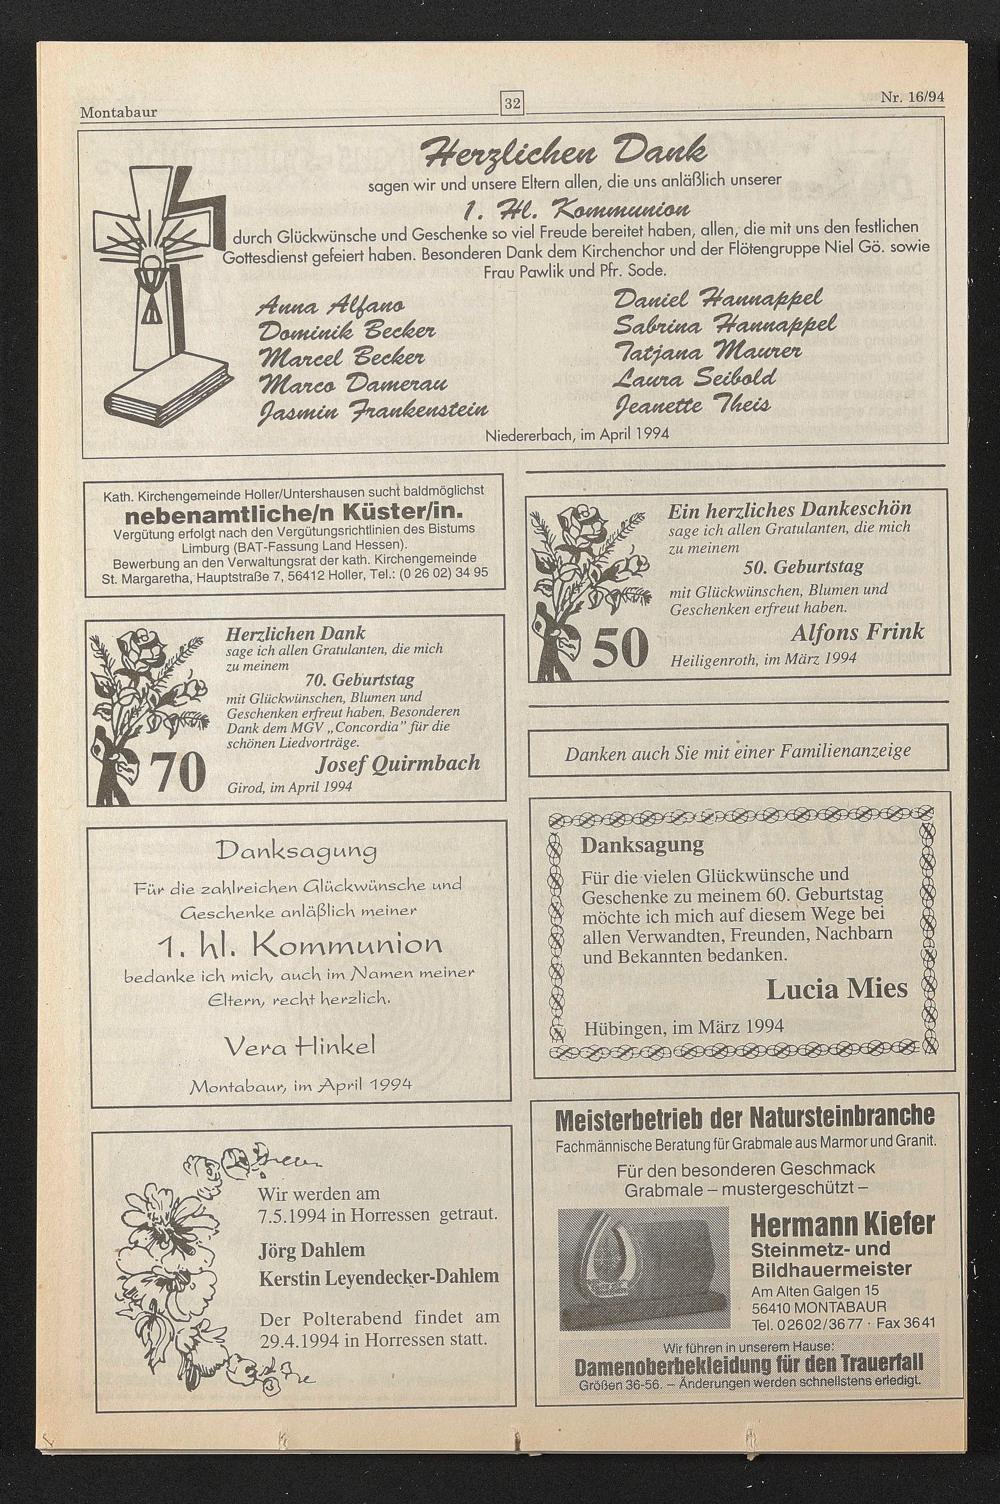 Montabaur
32
Nr. 16/94
Herzlichen Dank
sagen wir und unsere Eltern allen, die uns anläßlich unserer
1. Hl. Kommunion
durch Glückwünsche und Geschenke so viel Freude bereitet haben, allen, die mit uns den festlichen
Gottesdienst gefeiert haben. Besonderen Dank dem Kirchenchor und der Flötengruppe Niel Gö. sowie
Frau Pawlik und Pfr. Sode.
Anna Alfano
Dominik Becker
Marcel Becker
Marco Damerau
Jasmin Frankenstein
Daniel Hannappel
Sabrina Hannappel
Tatjana Maurer
Laura Seibold
Jeanette Theis
Niedererbach, im April 1994
Kath. Kirchengemeinde Holler/Untershausen sucht baldmöglichst
nebenamtliche/n Küster/in.
Vergütung erfolgt nach den Vergütungsrichtlinien des Bistums
Limburg (BAT-Fassung Land Hessen).
Bewerbung an den Verwaltungsrat der kath. Kirchengemeinde
St. Margaretha, Hauptstraße 7, 56412 Holler, Tel.: (0 26 02) 34 95
Herzlichen Dank
sage ich allen Gratulanten, die mich
zu meinem
70. Geburtstag
mit Glückwünschen, Blumen und
Geschenken erfreut haben. Besonderen
Dank dem MGV „Concordia" für die
schönen Liedvorträge.
70
Josef Quirmbach
Girod, im April 1994
Danksagung
Für die zahlreichen Glückwünsche und
Geschenke anläßlich meiner
1. hl. Kommunion
bedanke ich mich, auch im Namen meiner
Eltern, recht herzlich.
Vera Hinkel
Montabaur, im April 1994
Wir werden am
7.5.1994 in Horressen getraut.
Jörg Dahlem
Kerstin Leyendecker-Dahlem
Der Polterabend findet am
29.4.1994 in Horressen statt.
Ein herzliches Dankeschön
sage ich allen Gratulanten, die mich
zu meinem
50. Geburtstag
mit Glückwünschen, Blumen und
Geschenken erfreut haben.
50
Alfons Frink
Heiligenroth, im März 1994
Danken auch Sie mit einer Familienanzeige
Danksagung
Für die vielen Glückwünsche und
Geschenke zu meinem 60. Geburtstag
möchte ich mich auf diesem Wege bei
allen Verwandten, Freunden, Nachbarn
und Bekannten bedanken.
Lucia Mies
Hübingen, im März 1994
Meisterbetrieb der Natursteinbranche
Fachmännische Beratung für Grabmale aus Marmor und Granit.
Für den besonderen Geschmack
Grabmale – mustergeschützt –
Hermann Kiefer
Steinmetz- und
Bildhauermeister
Am Alten Galgen 15
56410 MONTABAUR
Tel. 02602/3677 · Fax 3641
Wir führen in unserem Hause:
Damenoberbekleidung für den Trauerfall
Größen 36-56. – Änderungen werden schnellstens erledigt.